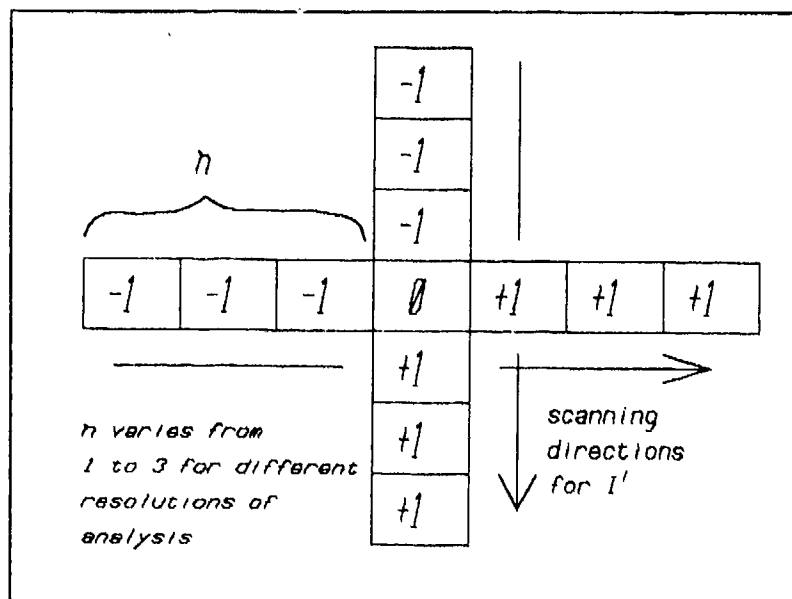 -1
-1
n
-1
-1 -1 -1 0 +1 +1 +1
+1
n varies from
1 to 3 for different
resolutions of
analysis
scanning
directions
for I'
+1
+1